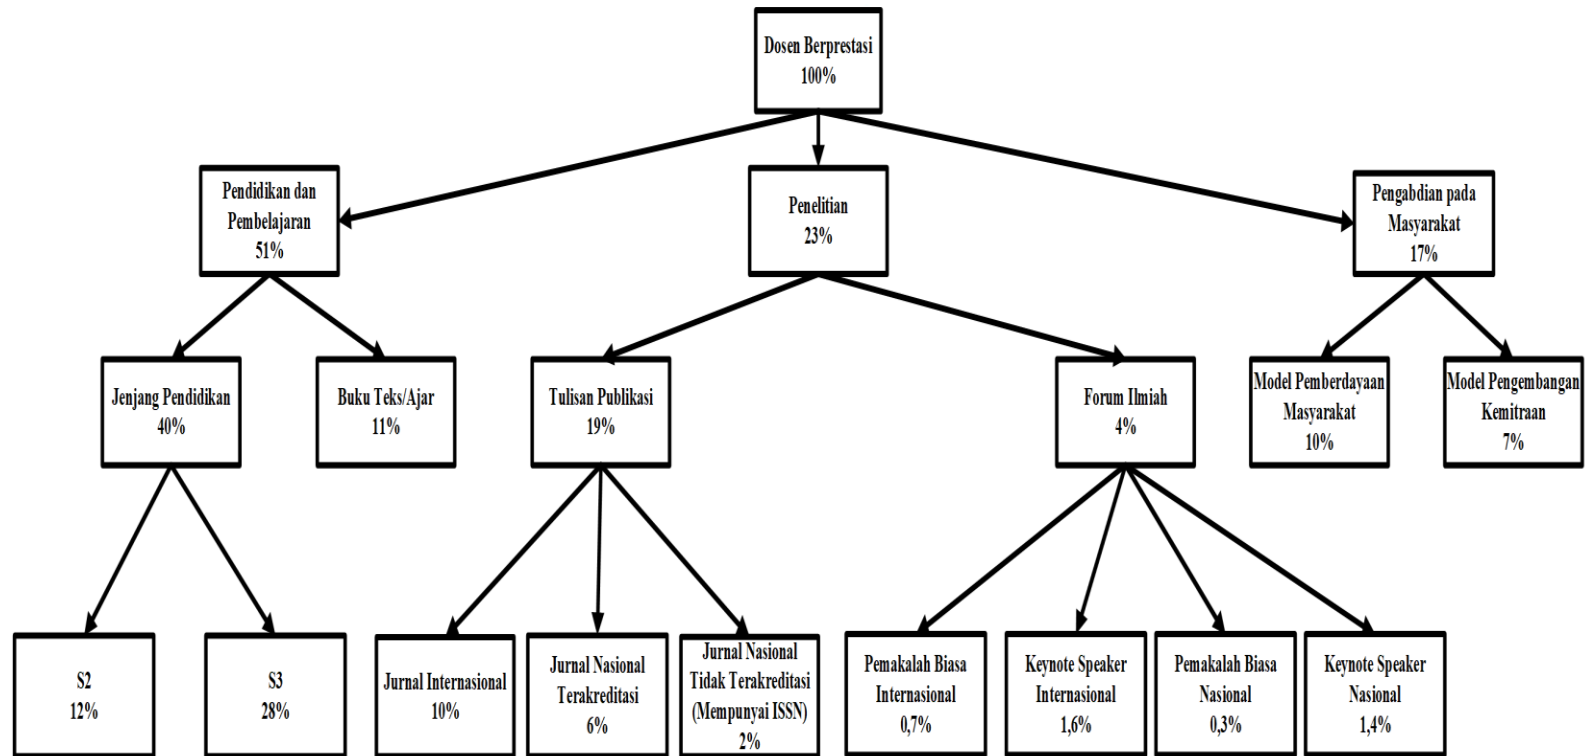 Dosen Berprestasi
100%
Pendidikan dan
Pembelajaran
51%
Penelitian
23%
Pengabdian pada
Masyarakat
17%
Jenjang Pendidikan
40%
Buku Teks/Ajar
11%
Tulisan Publikasi
19%
Forum Ilmiah
4%
Model Pemberdayaan
Masyarakat
10%
Model Pengembangan
Kemitraan
7%
S2
12%
S3
28%
Jurnal Internasional
10%
Jurnal Nasional
Terakreditasi
6%
Jurnal Nasional
Tidak Terakreditasi
(Mempunyai ISSN)
2%
Pemakalah Biasa
Internasional
0,7%
Keynote Speaker
Internasional
1,6%
Pemakalah Biasa
Nasional
0,3%
Keynote Speaker
Nasional
1,4%